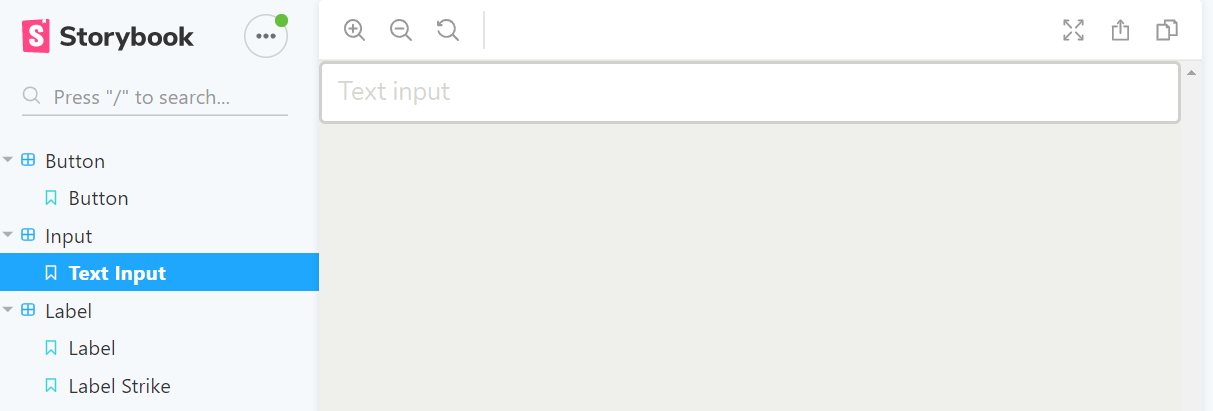 Storybook
Press "/" to search...
Button
Button
Input
Text Input
Label
Label
Label Strike
Text input